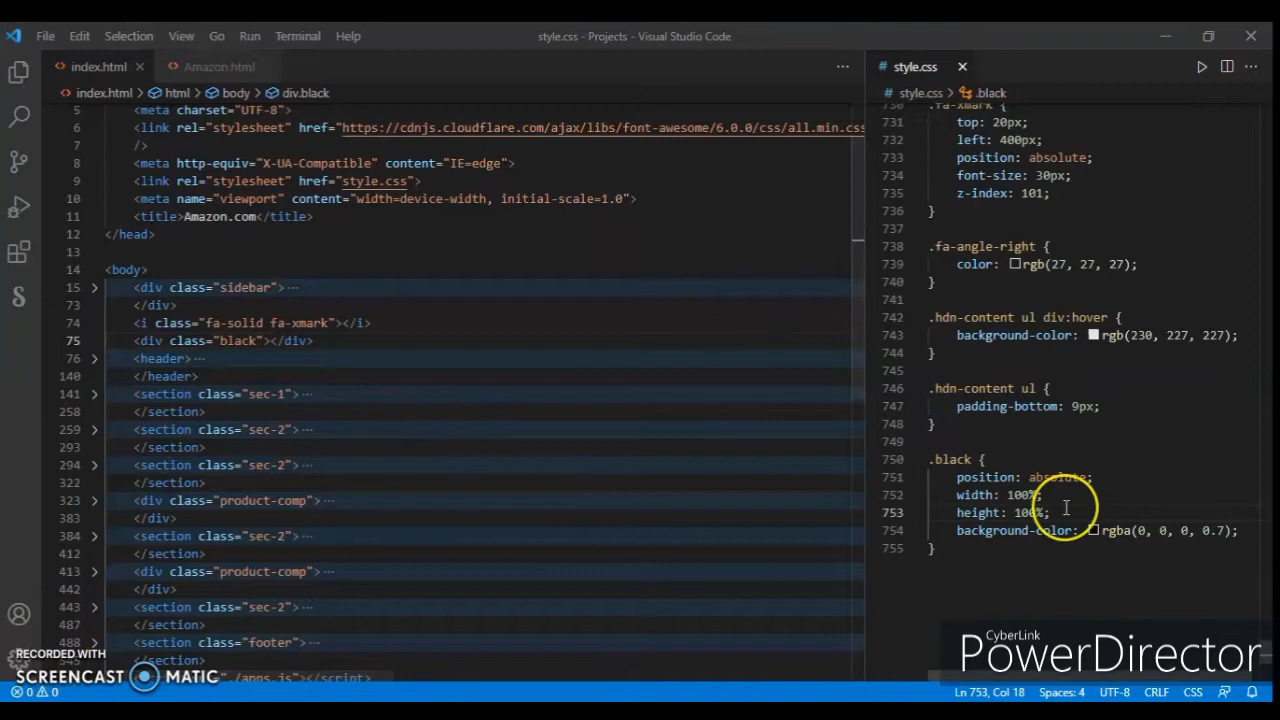 File Edit Selection View Go Run Terminal Help
style.css - Projects - Visual Studio Code
index.html
Amazon.html
index.html > html > body > div.black
5 <meta charset="UTF-8">
6 <link rel="stylesheet" href="https://cdnjs.cloudflare.com/ajax/libs/font-awesome/6.0.0/css/all.min.css
7 />
8 <meta http-equiv="X-UA-Compatible" content="IE=edge">
9 <link rel="stylesheet" href="style.css">
10 <meta name="viewport" content="width=device-width, initial-scale=1.0">
11 <title>Amazon.com</title>
12 </head>
13
14 <body>
15 <div class="sidebar">
73 </div>
74 <i class="fa-solid fa-xmark"></i>
75 <div class="black"></div>
76 <header>
140 </header>
141 <section class="sec-1">
258 </section>
259 <section class="sec-2">
293 </section>
294 <section class="sec-2">
322 </section>
323 <div class="product-comp">
383 </div>
384 <section class="sec-2">
412 </section>
413 <div class="product-comp">
442 </div>
443 <section class="sec-2">
487 </section>
488 <section class="footer">
545 </section>
"./apps.js"></script>
# style.css
# style.css > .black
730 .fa-xmark {
731 top: 20px;
732 left: 400px;
733 position: absolute;
734 font-size: 30px;
735 z-index: 101;
736 }
737
738 .fa-angle-right {
739 color: rgb(27, 27, 27);
740 }
741
742 .hdn-content ul div:hover {
743 background-color: rgb(230, 227, 227);
744 }
745
746 .hdn-content ul {
747 padding-bottom: 9px;
748 }
749
750 .black {
751 position: absolute;
752 width: 100%;
753 height: 100%;
754 background-color: rgba(0, 0, 0, 0.7);
755 }
RECORDED WITH
SCREENCAST MATIC
CyberLink
PowerDirector
0 0
Ln 753, Col 18 Spaces: 4 UTF-8 CRLF CSS